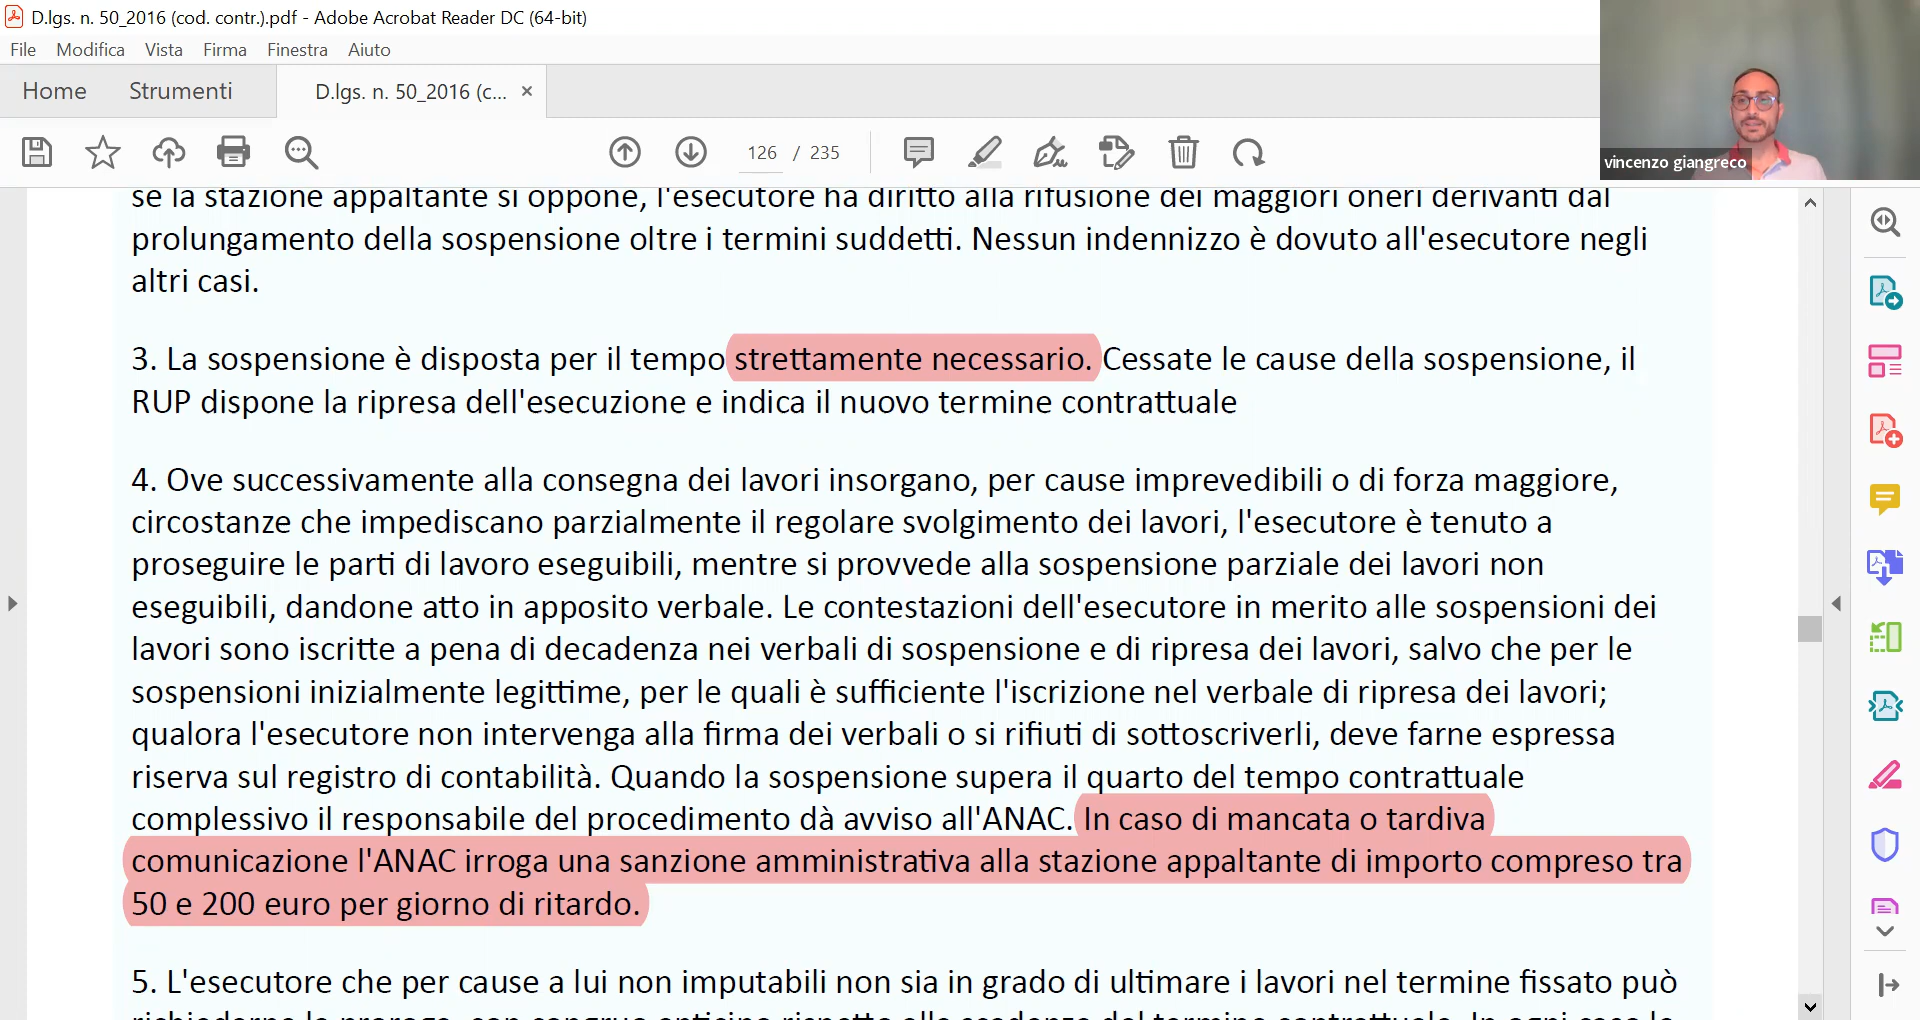 D.lgs. n. 50_2016 (cod. contr.).pdf - Adobe Acrobat Reader DC (64-bit)
File Modifica Vista Firma Finestra Aiuto
Home Strumenti D.lgs. n. 50_2016 (c... ×
126 / 235
vincenzo giangreco
se la stazione appaltante si oppone, l'esecutore ha diritto alla rifusione dei maggiori oneri derivanti dal
prolungamento della sospensione oltre i termini suddetti. Nessun indennizzo è dovuto all'esecutore negli
altri casi.
3. La sospensione è disposta per il tempo strettamente necessario. Cessate le cause della sospensione, il
RUP dispone la ripresa dell'esecuzione e indica il nuovo termine contrattuale
4. Ove successivamente alla consegna dei lavori insorgano, per cause imprevedibili o di forza maggiore,
circostanze che impediscano parzialmente il regolare svolgimento dei lavori, l'esecutore è tenuto a
proseguire le parti di lavoro eseguibili, mentre si provvede alla sospensione parziale dei lavori non
eseguibili, dandone atto in apposito verbale. Le contestazioni dell'esecutore in merito alle sospensioni dei
lavori sono iscritte a pena di decadenza nei verbali di sospensione e di ripresa dei lavori, salvo che per le
sospensioni inizialmente legittime, per le quali è sufficiente l'iscrizione nel verbale di ripresa dei lavori;
qualora l'esecutore non intervenga alla firma dei verbali o si rifiuti di sottoscriverli, deve farne espressa
riserva sul registro di contabilità. Quando la sospensione supera il quarto del tempo contrattuale
complessivo il responsabile del procedimento dà avviso all'ANAC. In caso di mancata o tardiva
comunicazione l'ANAC irroga una sanzione amministrativa alla stazione appaltante di importo compreso tra
50 e 200 euro per giorno di ritardo.
5. L'esecutore che per cause a lui non imputabili non sia in grado di ultimare i lavori nel termine fissato può